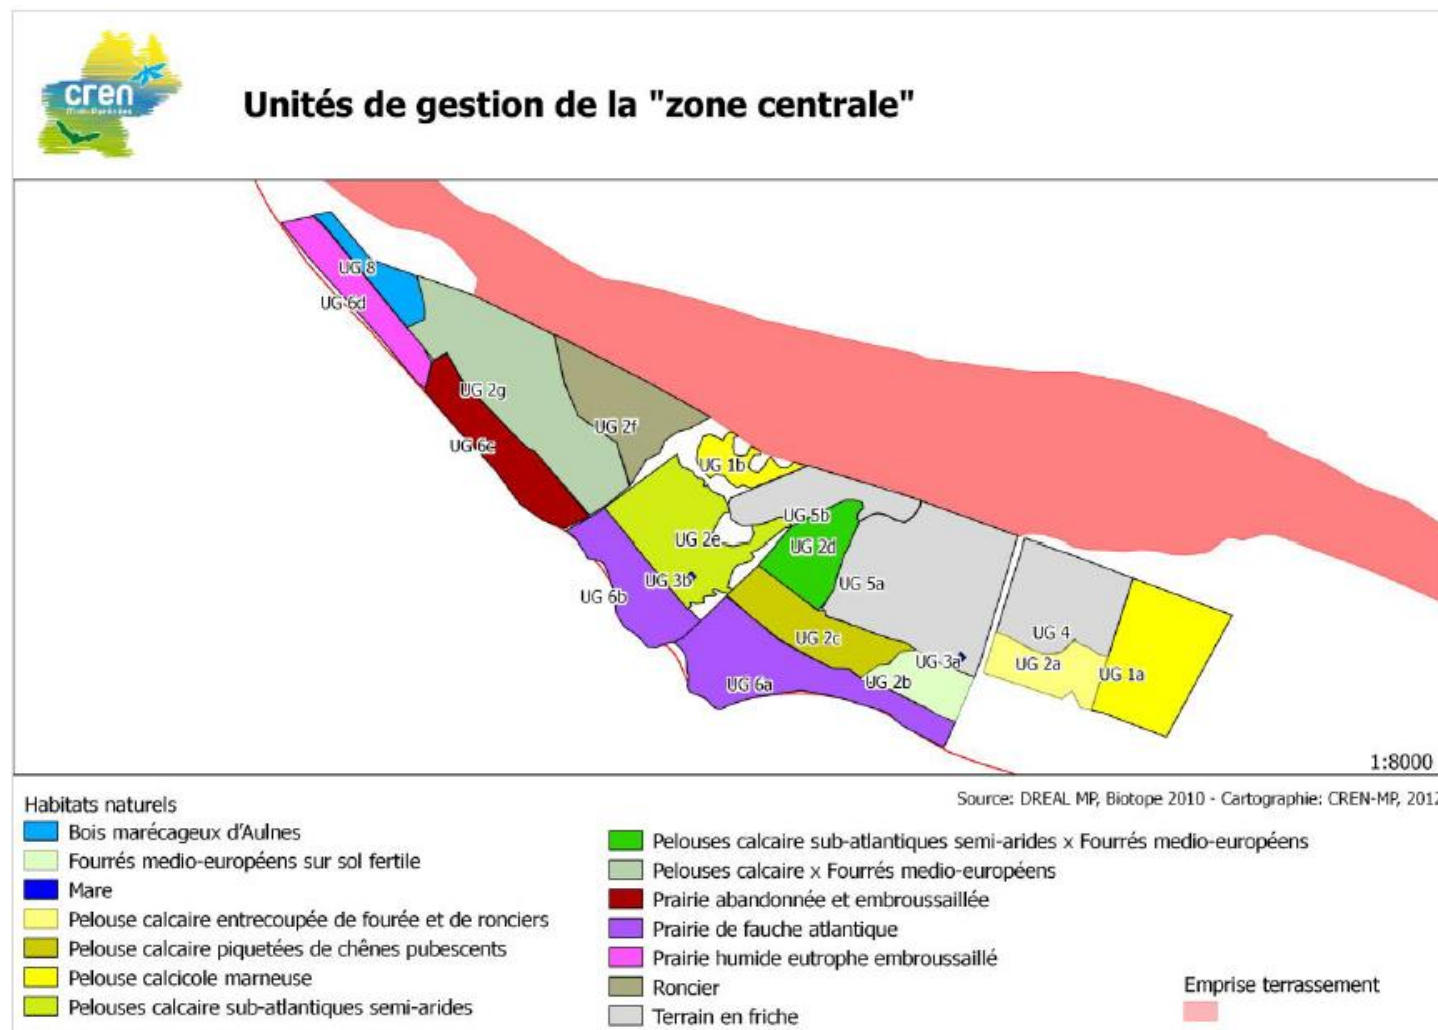 cren
Midi-Pyrénées
Unités de gestion de la "zone centrale"
UG 8
UG 6d
UG 2g
UG 2f
UG 6c
UG 1b
UG 5b
UG 2e
UG 2d
UG 3b
UG 5a
UG 6b
UG 2c
UG 4
UG 3a
UG 2a
UG 2b
UG 1a
UG 6a
1:8000
Source: DREAL MP, Biotope 2010 - Cartographie: CREN-MP, 2012
Habitats naturels
Bois marécageux d'Aulnes
Fourrés medio-européens sur sol fertile
Mare
Pelouse calcaire entrecoupée de fourée et de ronciers
Pelouse calcaire piquetées de chênes pubescents
Pelouse calcicole marneuse
Pelouses calcaire sub-atlantiques semi-arides
Pelouses calcaire sub-atlantiques semi-arides x Fourrés medio-européens
Pelouses calcaire x Fourrés medio-européens
Prairie abandonnée et embroussaillée
Prairie de fauche atlantique
Prairie humide eutrophe embroussaillé
Roncier
Terrain en friche
Emprise terrassement